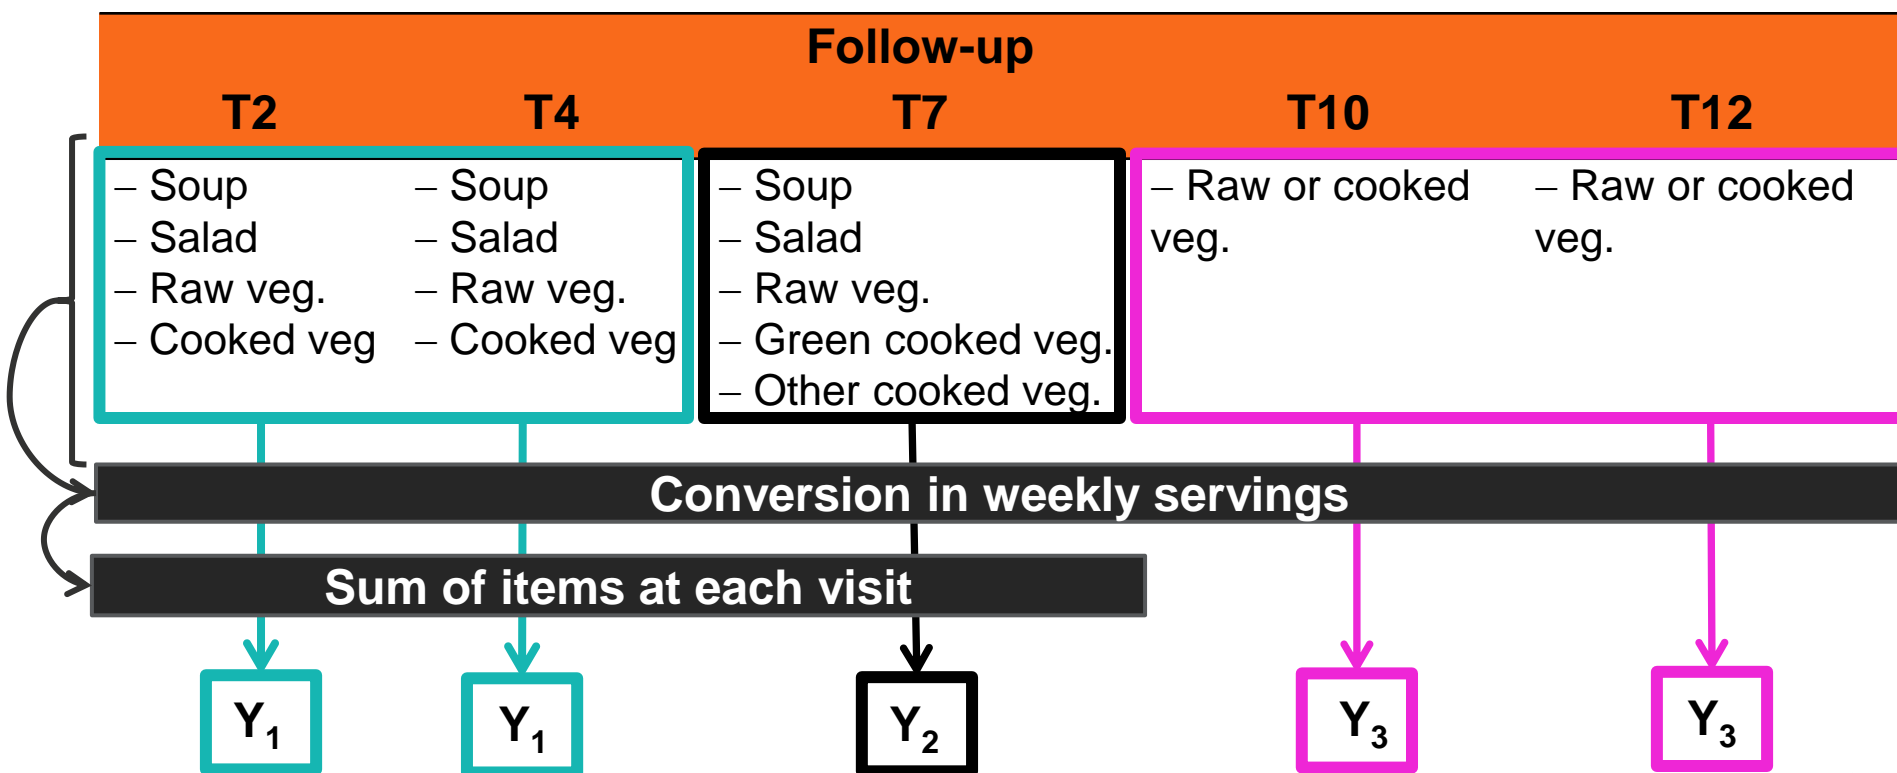 Follow-up
T2 T4 T7 T10 T12
– Soup
– Salad
– Raw veg.
– Cooked veg
– Soup
– Salad
– Raw veg.
– Cooked veg
– Soup
– Salad
– Raw veg.
– Green cooked veg.
– Other cooked veg.
– Raw or cooked
veg.
– Raw or cooked
veg.
Conversion in weekly servings
Sum of items at each visit
Y₁ Y₁ Y₂ Y₃ Y₃